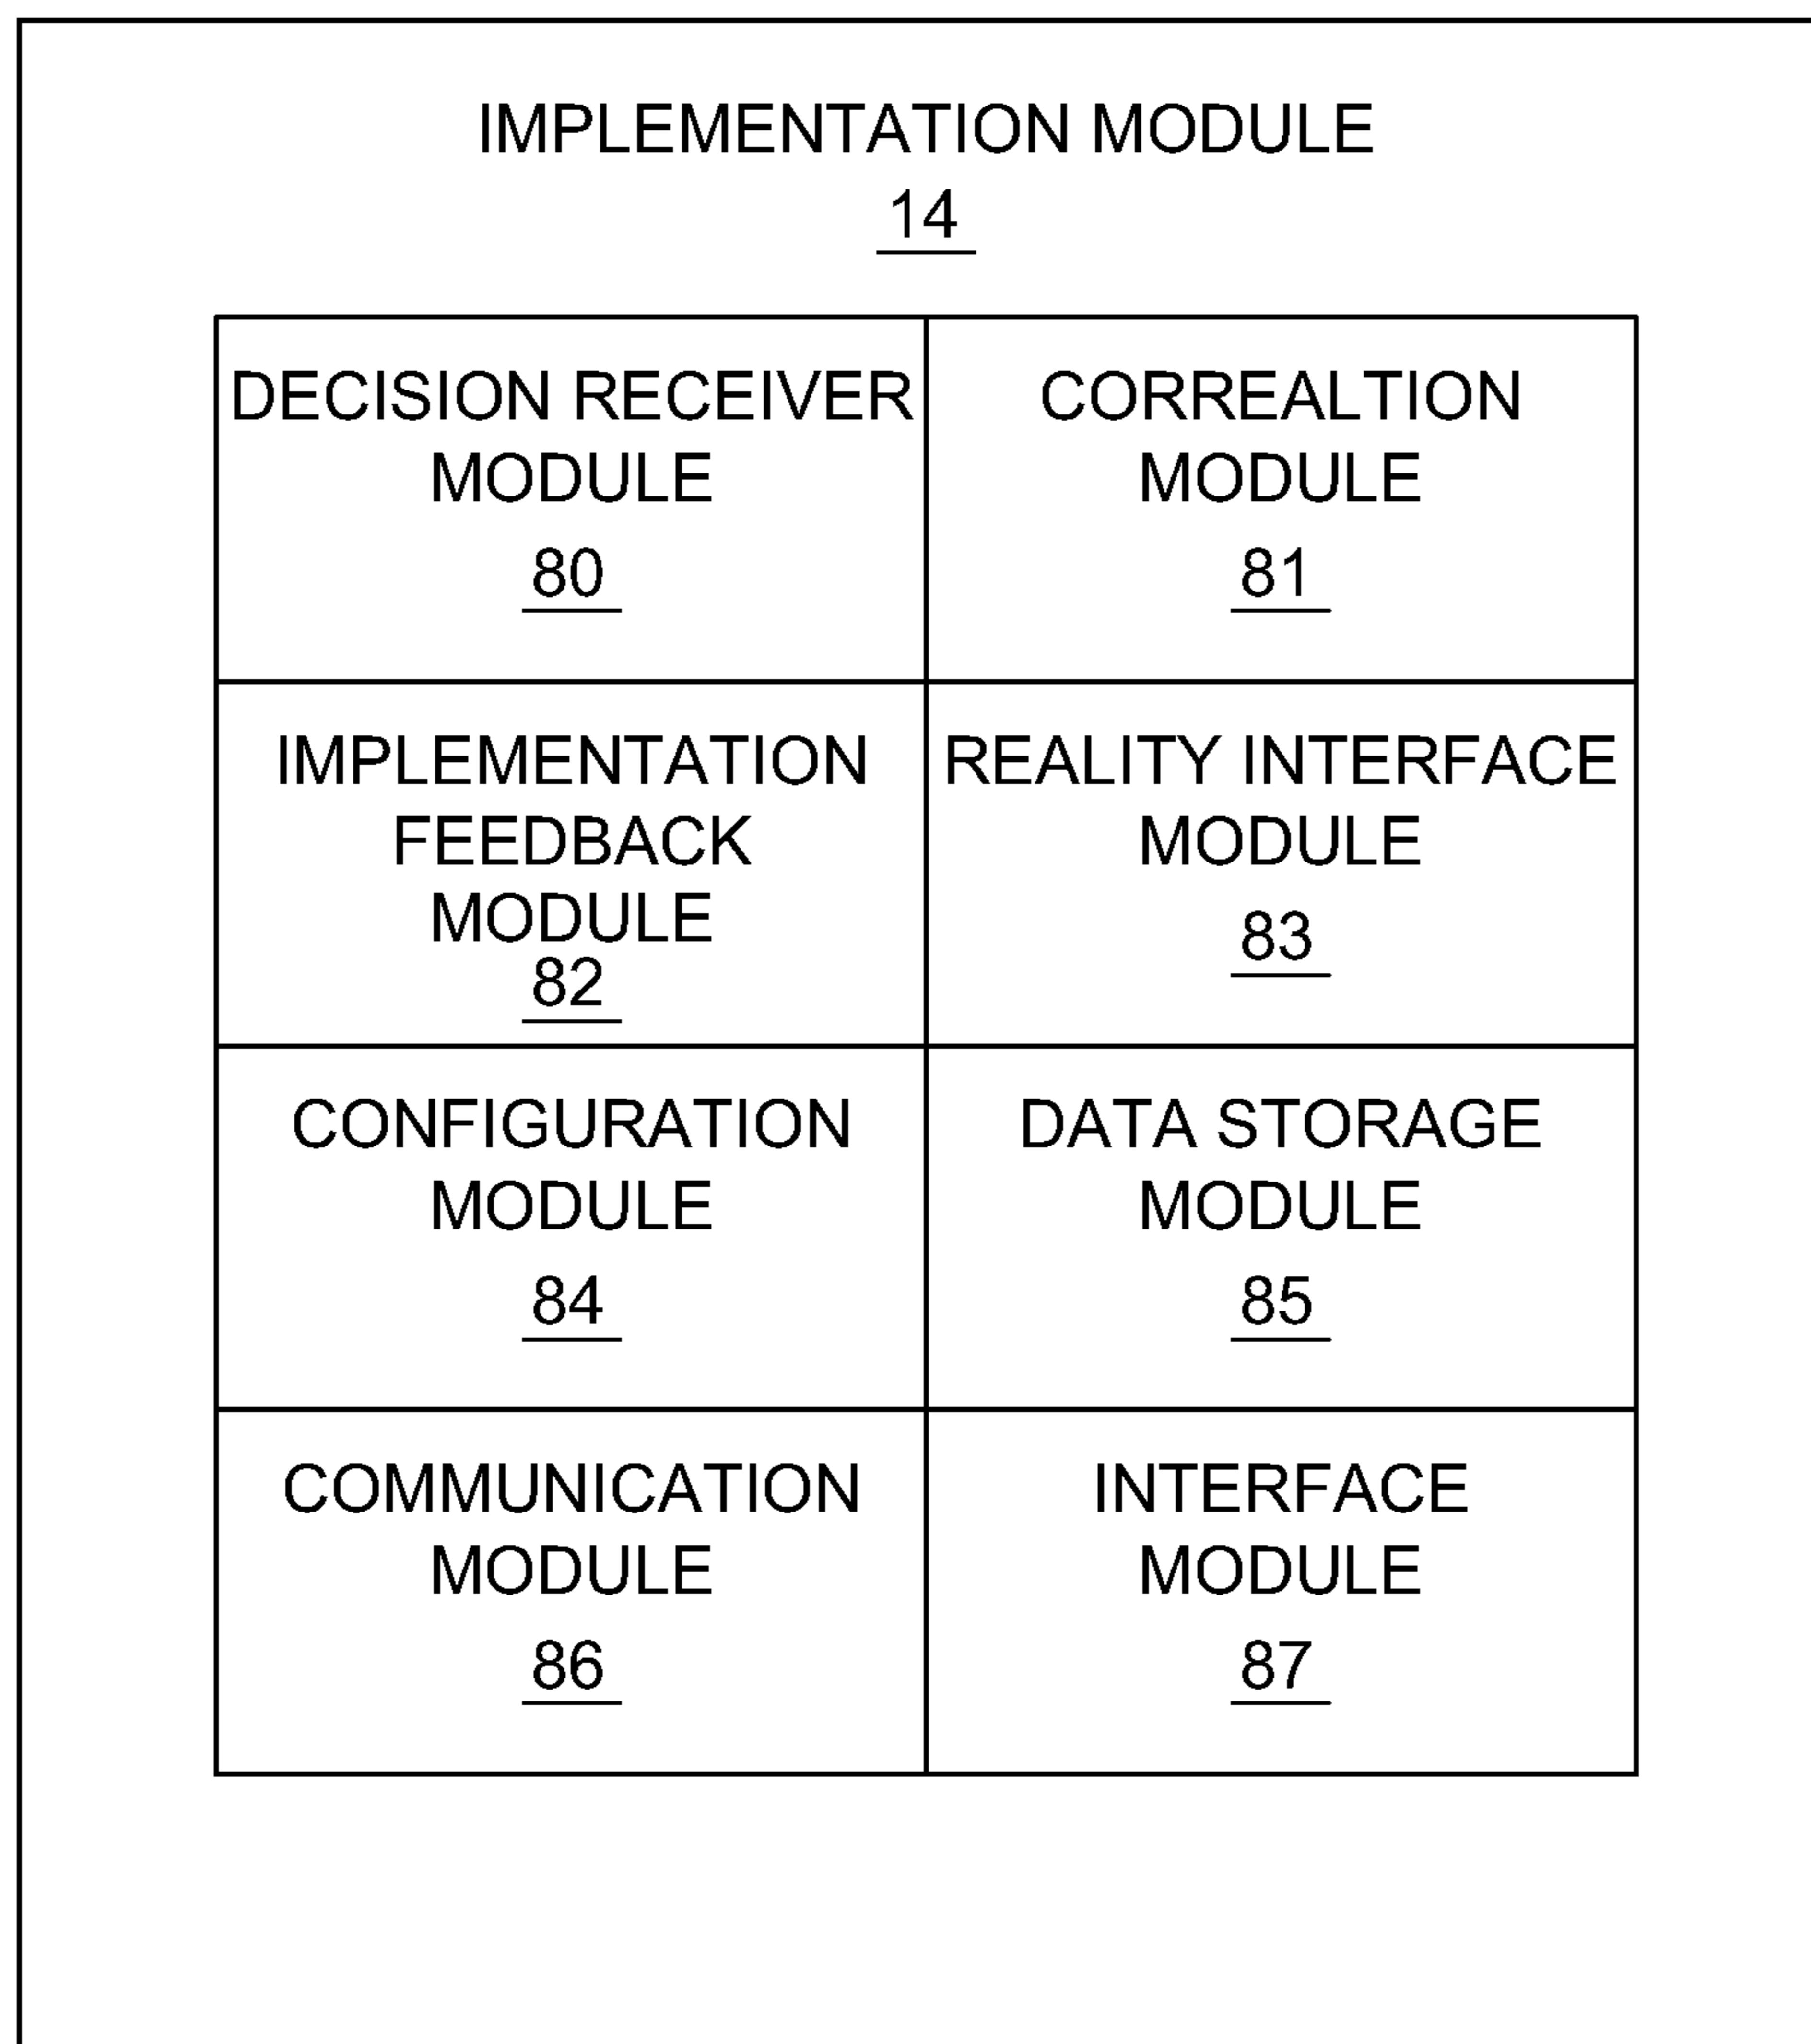 IMPLEMENTATION MODULE
14
DECISION RECEIVER
MODULE
80
CORREALTION
MODULE
81
IMPLEMENTATION
FEEDBACK
MODULE
82
REALITY INTERFACE
MODULE
83
CONFIGURATION
MODULE
84
DATA STORAGE
MODULE
85
COMMUNICATION
MODULE
86
INTERFACE
MODULE
87